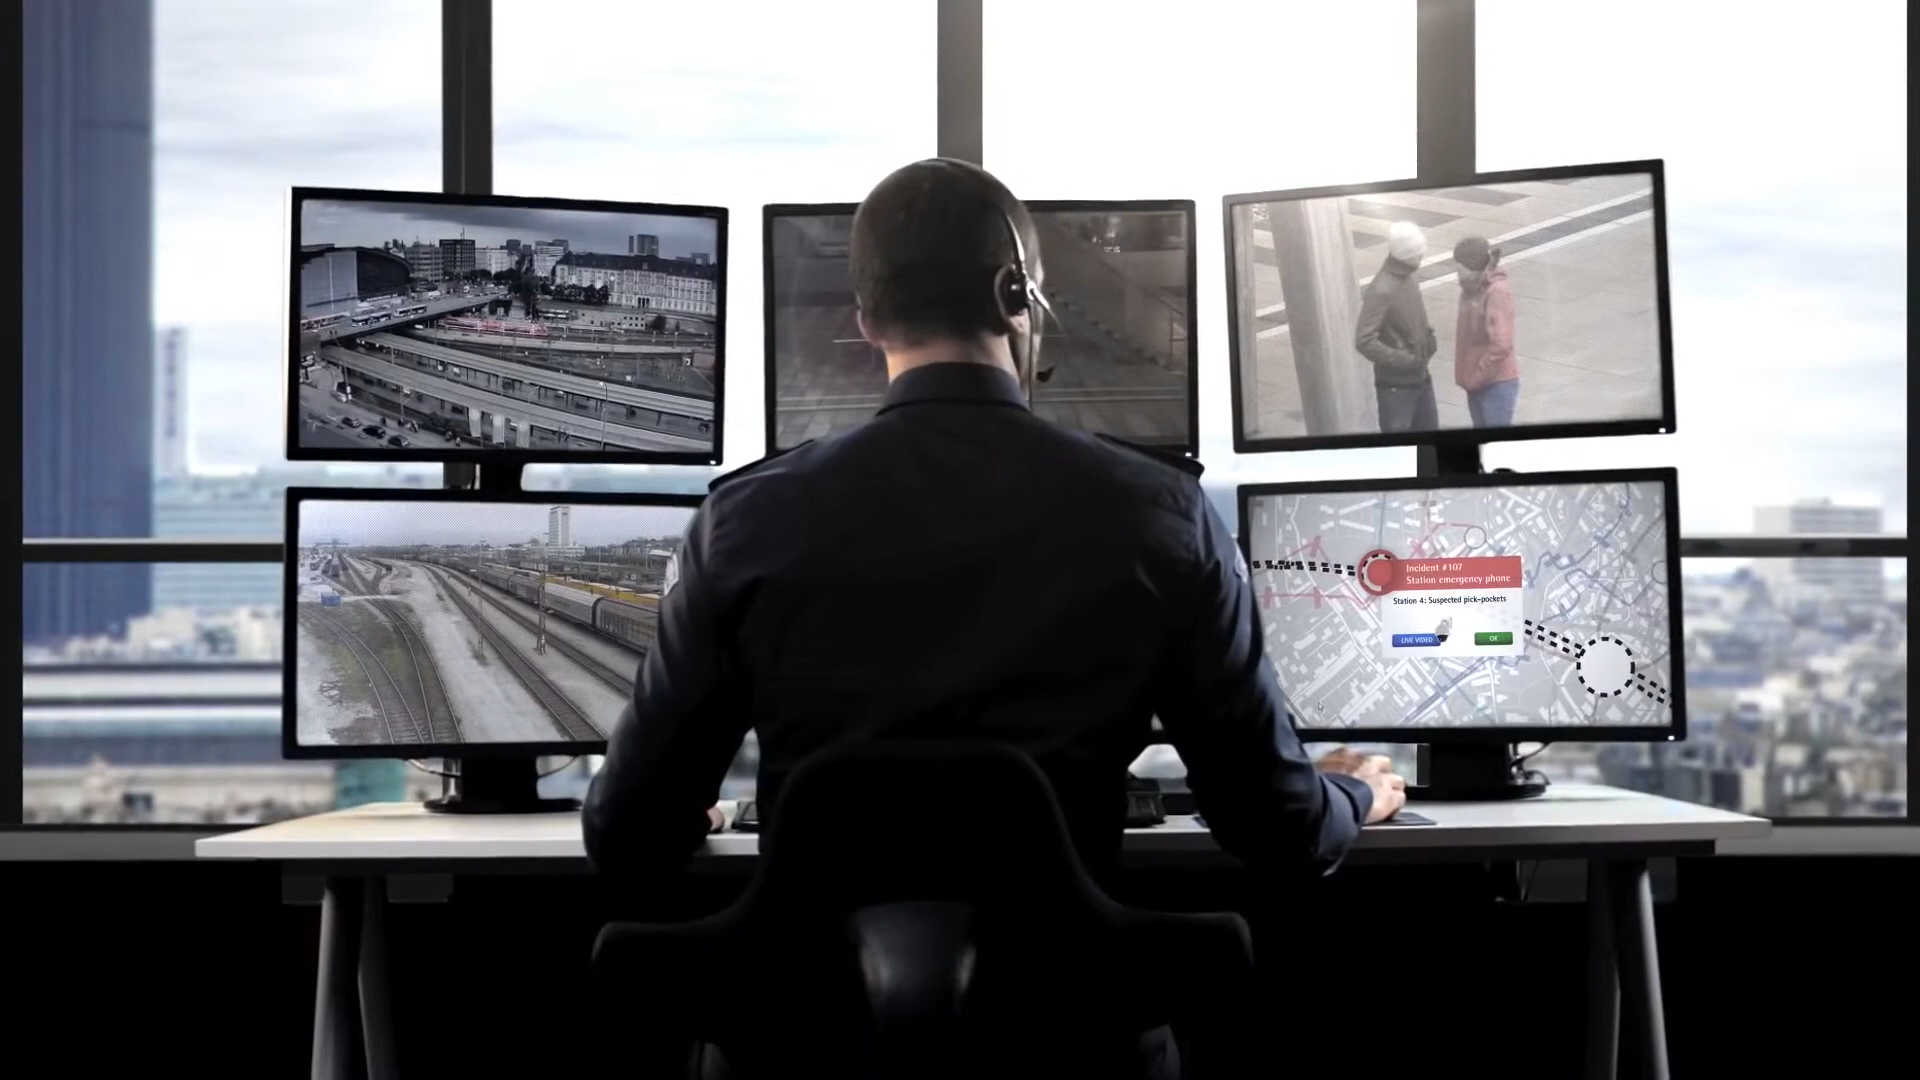 Incident #107
Station emergency phone
Station 4: Suspected pick-pockets
LIVE VIDEO
OK